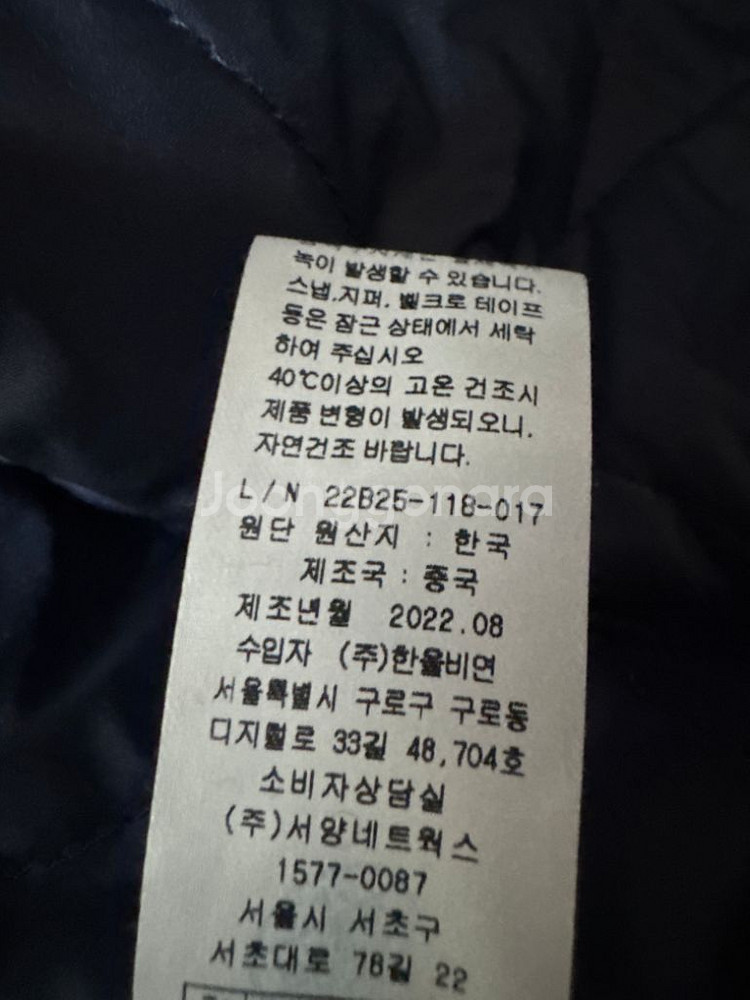 녹이 발생할 수 있습니다.
스냅,지퍼, 벨크로 테이프
등은 잠근 상태에서 세탁
하여 주십시오
40℃이상의 고온 건조시
제품 변형이 발생되오니,
자연건조 바랍니다.
L/N 22B25-118-017
Joonggonara
원단 원산지 : 한국
제조국 : 중국
제조년월 2022.08
수입자 (주)한울비연
서울특별시 구로구 구로동
디지털로 33길 48,704호
소비자상담실
(주)서양네트웍스
1577-0087
서울시 서초구
서초대로 78길 22